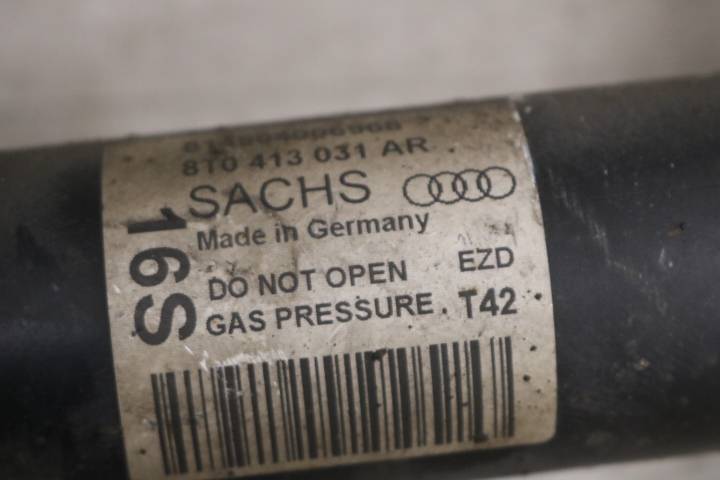 8T0 413 031 AR
SACHS
Made in Germany
DO NOT OPEN EZD
GAS PRESSURE. T42
S91